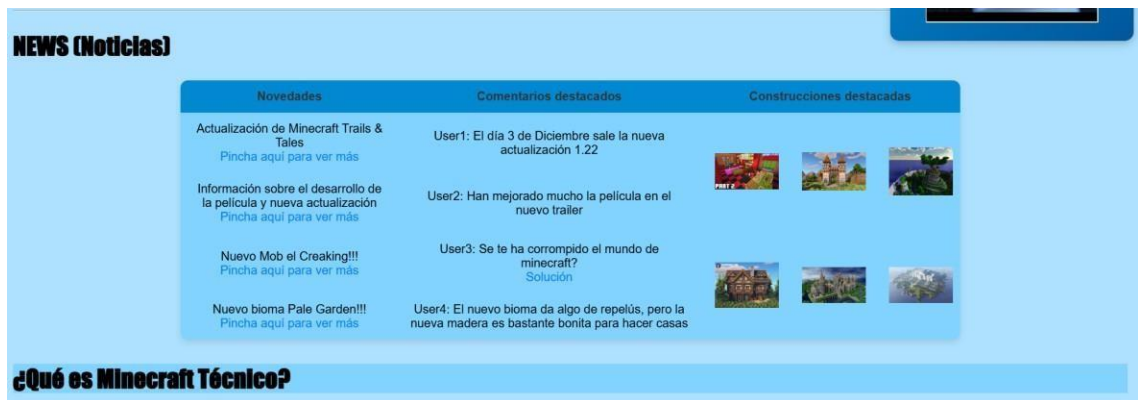 NEWS (Noticias)
Novedades
Comentarios destacados
Construcciones destacadas
Actualización de Minecraft Trails &
Tales
Pincha aquí para ver más
User1: El día 3 de Diciembre sale la nueva
actualización 1.22
Información sobre el desarrollo de
la película y nueva actualización
Pincha aquí para ver más
User2: Han mejorado mucho la película en el
nuevo trailer
PART 2
Nuevo Mob el Creaking!!!
Pincha aquí para ver más
User3: Se te ha corrompido el mundo de
minecraft?
Solución
Nuevo bioma Pale Garden!!!
Pincha aquí para ver más
User4: El nuevo bioma da algo de repelús, pero la
nueva madera es bastante bonita para hacer casas
¿Qué es Minecraft Técnico?